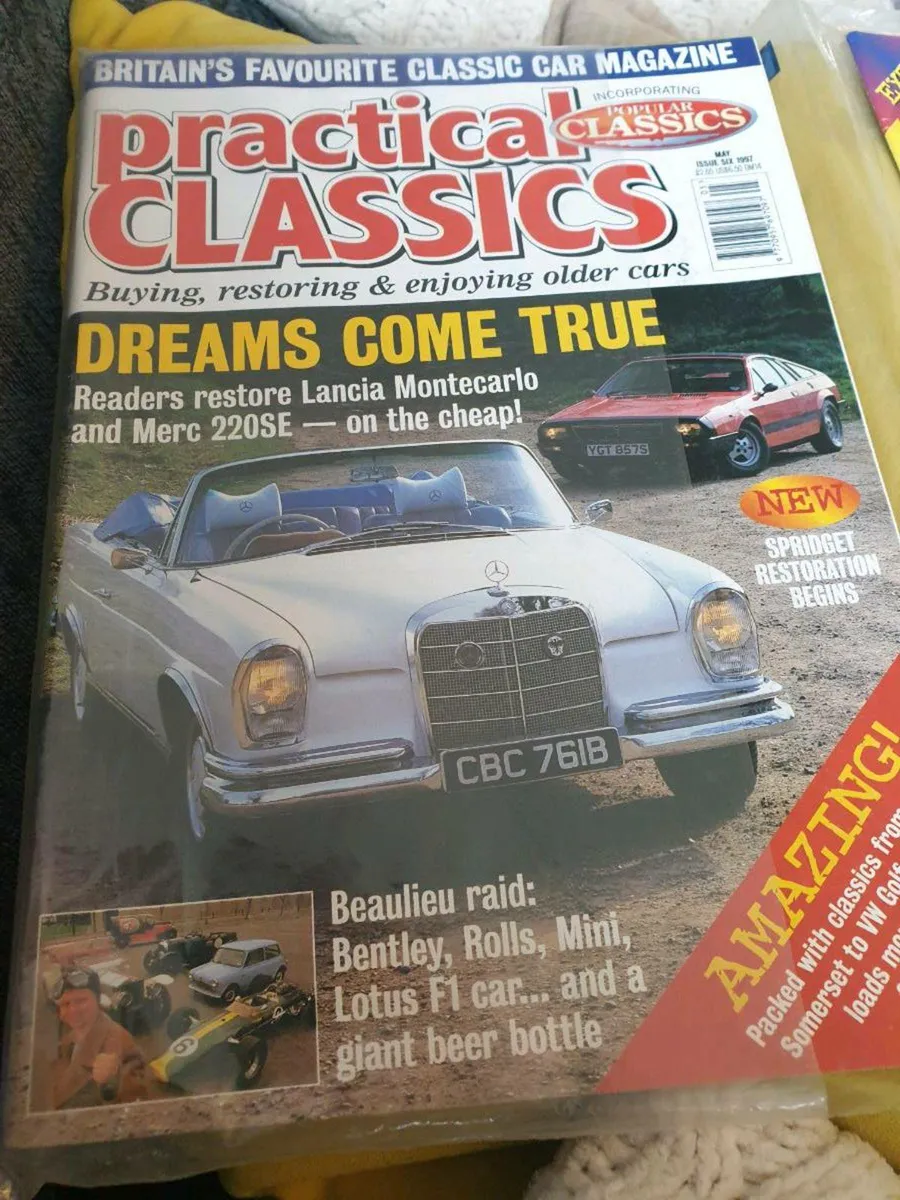 BRITAIN'S FAVOURITE CLASSIC CAR MAGAZINE
practical
CLASSICS
INCORPORATING
POPULAR
CLASSICS
MAY
ISSUE SIX 1997
Buying, restoring & enjoying older cars
DREAMS COME TRUE
Readers restore Lancia Montecarlo
and Merc 220SE — on the cheap!
YGT 857S
NEW
SPRIDGET
RESTORATION
BEGINS
CBC 761B
Beaulieu raid:
Bentley, Rolls, Mini,
Lotus F1 car... and a
giant beer bottle
6
AMAZING!
Packed with classics from
Somerset to VW Golf
loads